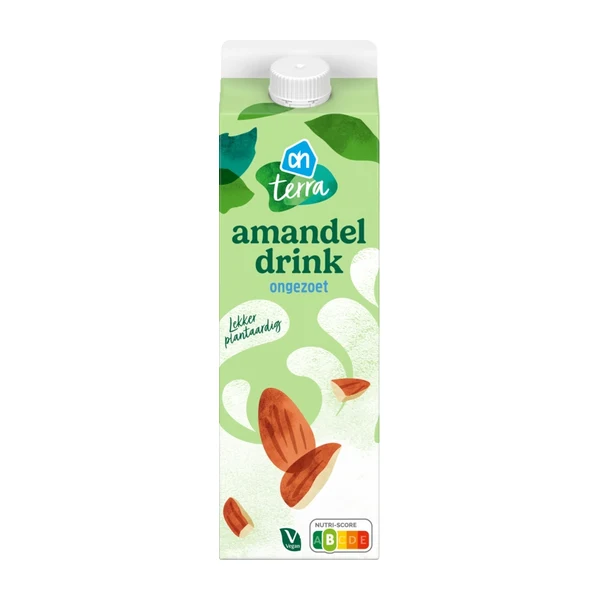 ah
terra
amandel
drink
ongezoet
Lekker
plantaardig
V
Vegan
NUTRI-SCORE
A B C D E